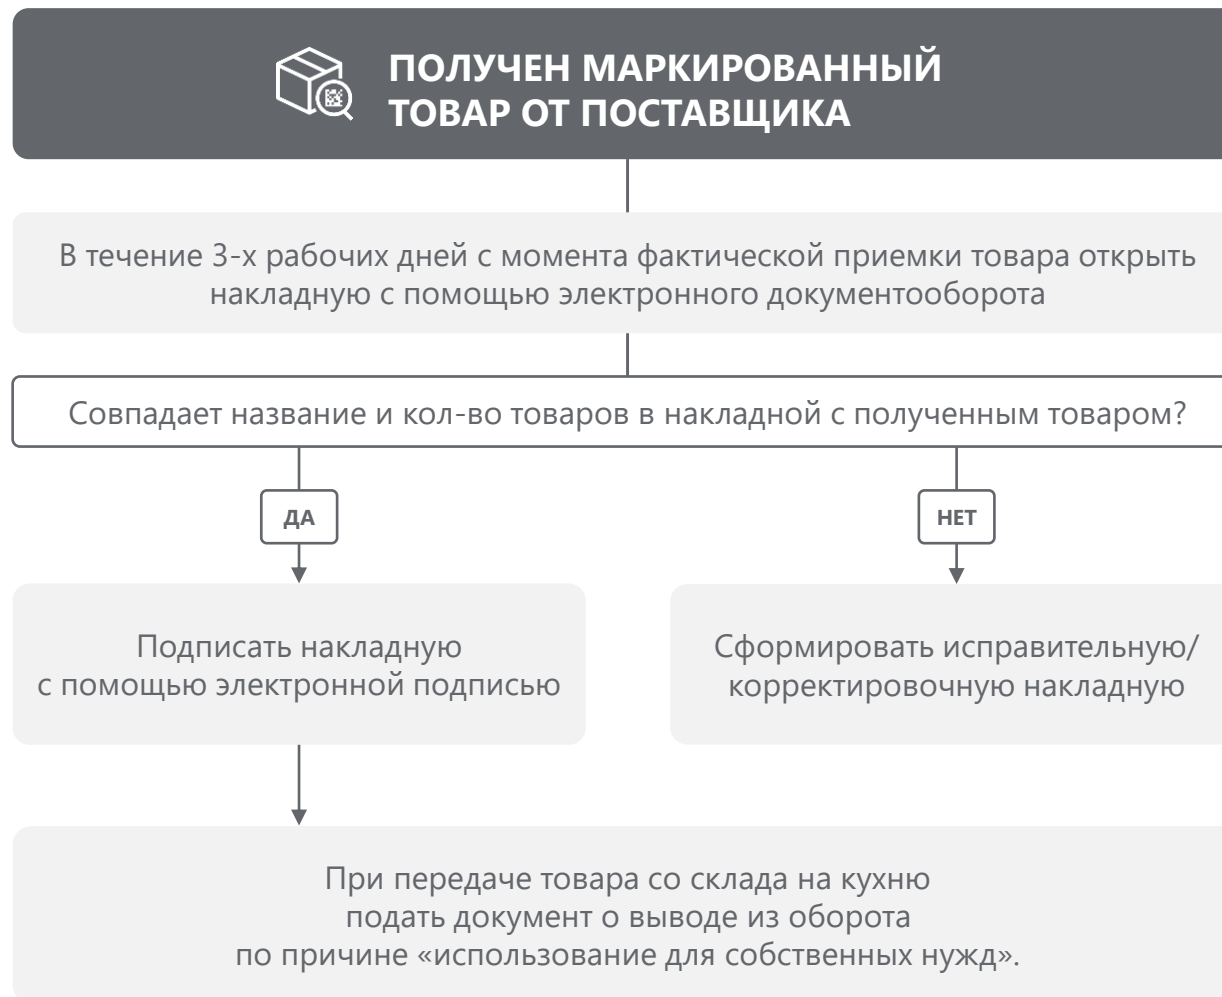 ПОЛУЧЕН МАРКИРОВАННЫЙ
ТОВАР ОТ ПОСТАВЩИКА
В течение 3-х рабочих дней с момента фактической приемки товара открыть
накладную с помощью электронного документооборота
Совпадает название и кол-во товаров в накладной с полученным товаром?
ДА
НЕТ
Подписать накладную
с помощью электронной подписью
Сформировать исправительную/
корректировочную накладную
При передаче товара со склада на кухню
подать документ о выводе из оборота
по причине «использование для собственных нужд».